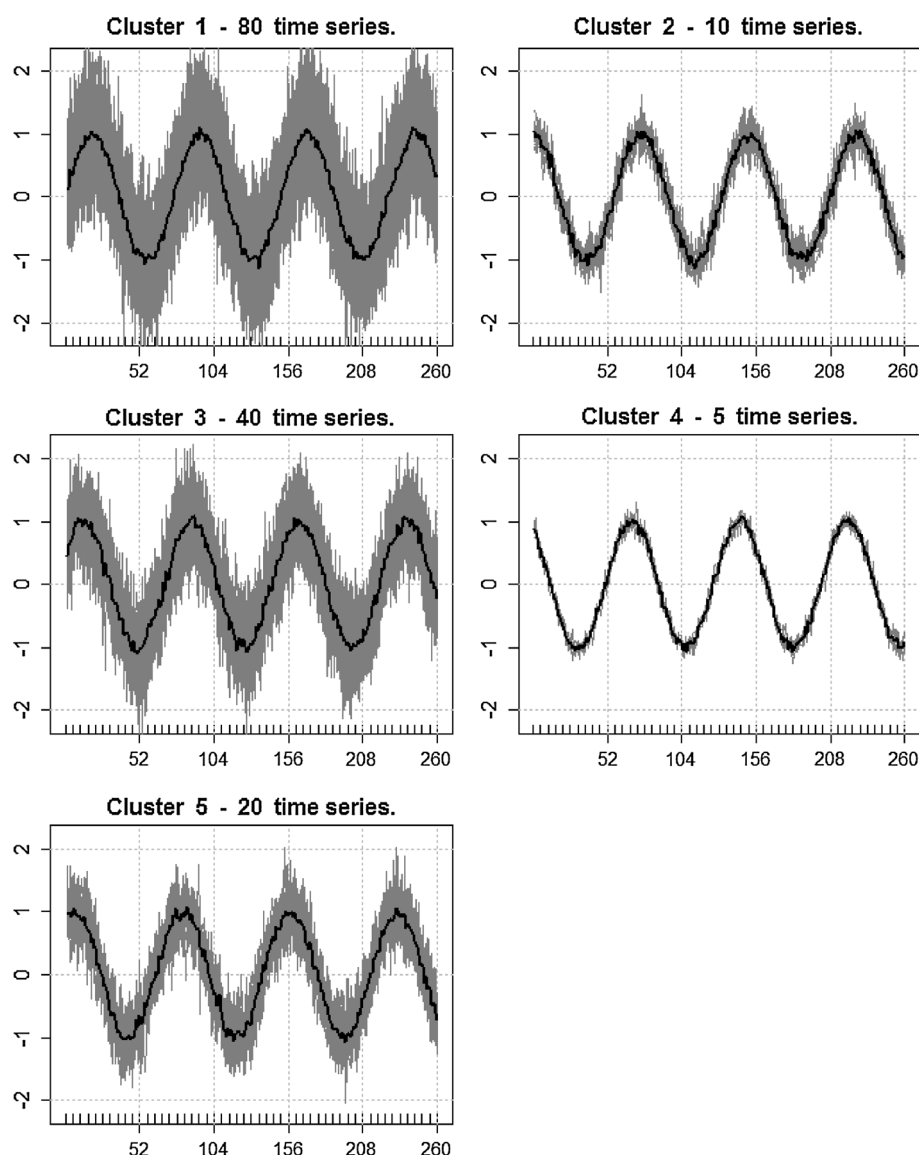 Cluster 1 - 80 time series.
2
1
0
-1
-2
52 104 156 208 260
Cluster 2 - 10 time series.
2
1
0
-1
-2
52 104 156 208 260
Cluster 3 - 40 time series.
2
1
0
-1
-2
52 104 156 208 260
Cluster 4 - 5 time series.
2
1
0
-1
-2
52 104 156 208 260
Cluster 5 - 20 time series.
2
1
0
-1
-2
52 104 156 208 260